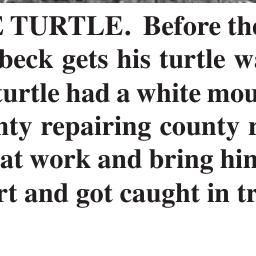 E TURTLE. Before the
beck gets his turtle wa
turtle had a white mou
nty repairing county r
at work and bring him
rt and got caught in tr